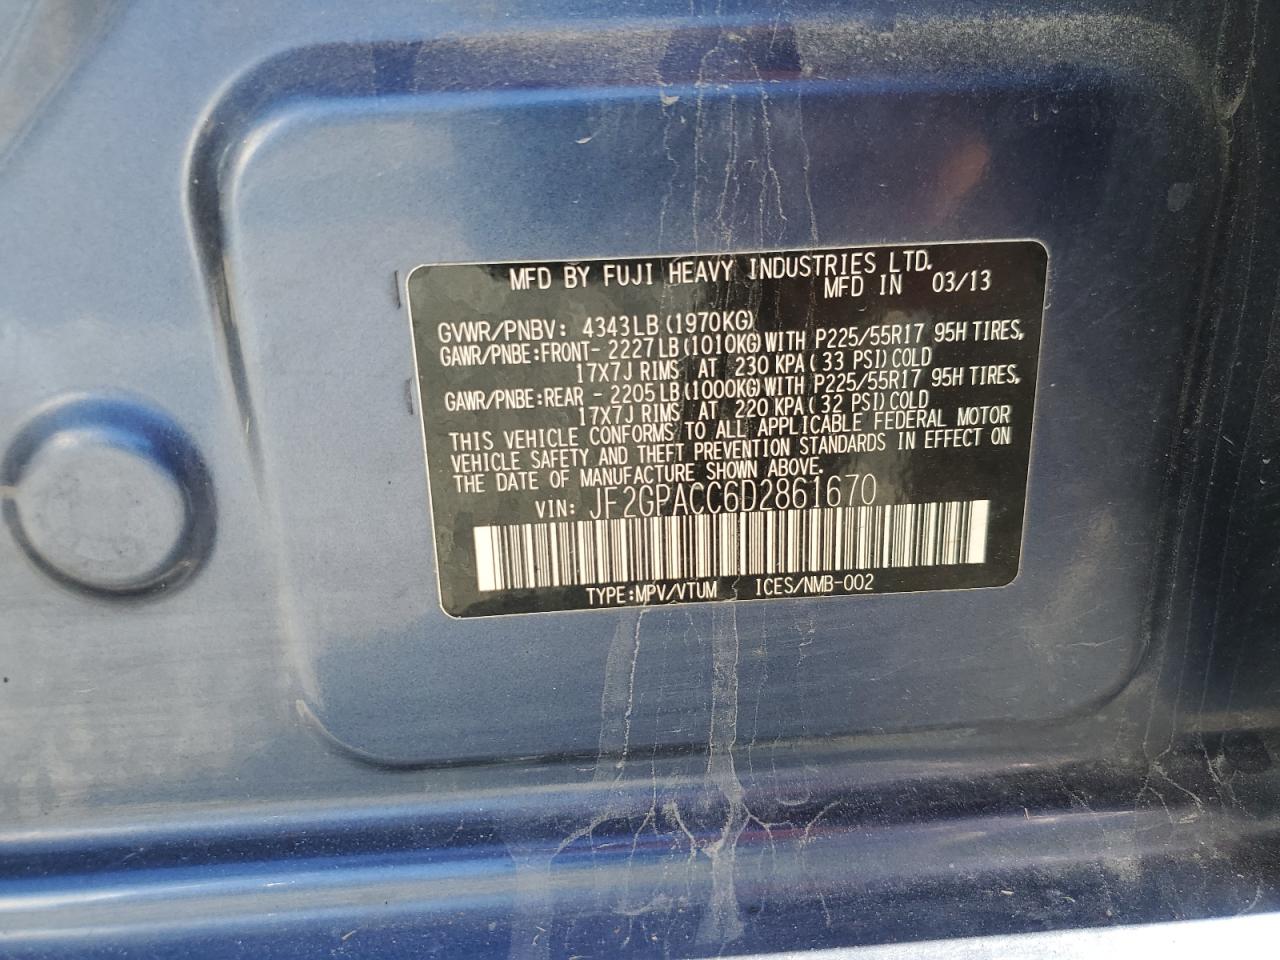 MFD BY FUJI HEAVY INDUSTRIES LTD.
MFD IN 03/13
GVWR/PNBV: 4343LB(1970KG)
GAWR/PNBE:FRONT- 2227LB(1010KG)WITH P225/55R17 95H TIRES,
17X7J RIMS AT 230 KPA( 33 PSI)COLD
GAWR/PNBE:REAR - 2205LB(1000KG)WITH P225/55R17 95H TIRES,
17X7J RIMS AT 220 KPA( 32 PSI)COLD
THIS VEHICLE CONFORMS TO ALL APPLICABLE FEDERAL MOTOR
VEHICLE SAFETY AND THEFT PREVENTION STANDARDS IN EFFECT ON
THE DATE OF MANUFACTURE SHOWN ABOVE.
VIN: JF2GPACC6D2861670
TYPE:MPV/VTUM ICES/NMB-002